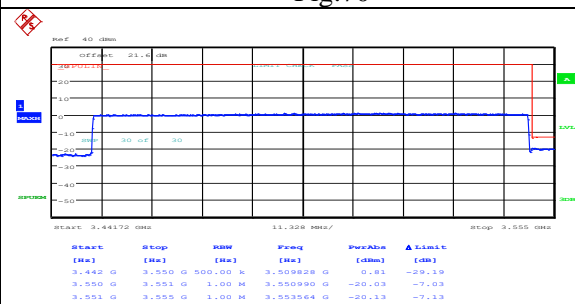 Ref 40 dBm
Offset 21.6 dB
20
10
0
-10
SWP 30 of 30
-20
-30
-40
-50
1
MAXH
A
LVL
3DB
Start 3.44172 GHz 11.328 MHz/ Stop 3.555 GHz
Start Stop RBW Freq PwrAbs Δ Limit
[Hz] [Hz] [Hz] [Hz] [dBm] [dB]
3.442 G 3.550 G 500.00 k 3.509828 G 0.81 -29.19
3.550 G 3.551 G 1.00 M 3.550990 G -20.03 -7.03
3.551 G 3.555 G 1.00 M 3.553564 G -20.13 -7.13